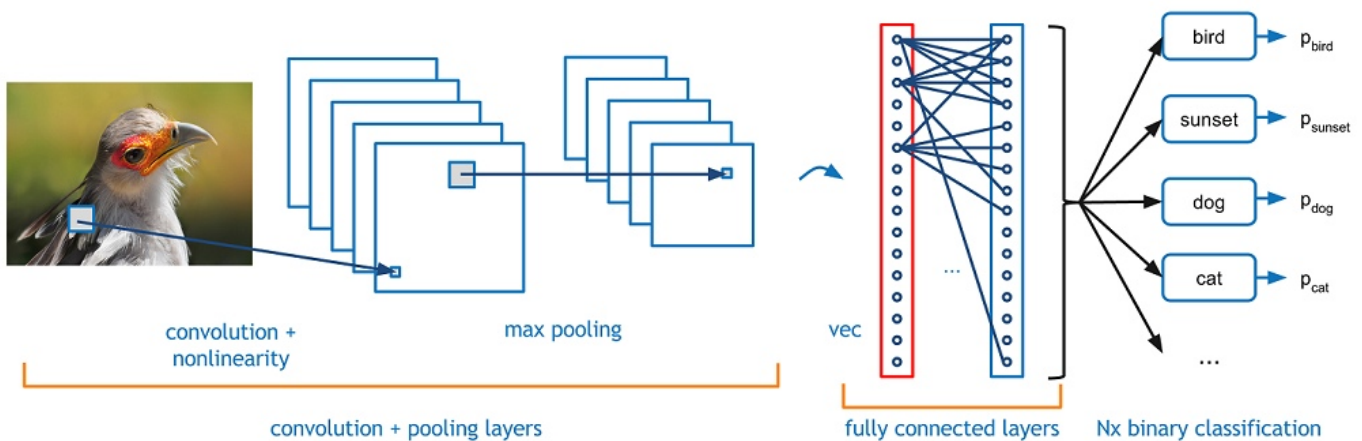 bird
p_bird
sunset
p_sunset
dog
p_dog
cat
p_cat
...
...
convolution +
nonlinearity
max pooling
vec
convolution + pooling layers
fully connected layers
Nx binary classification